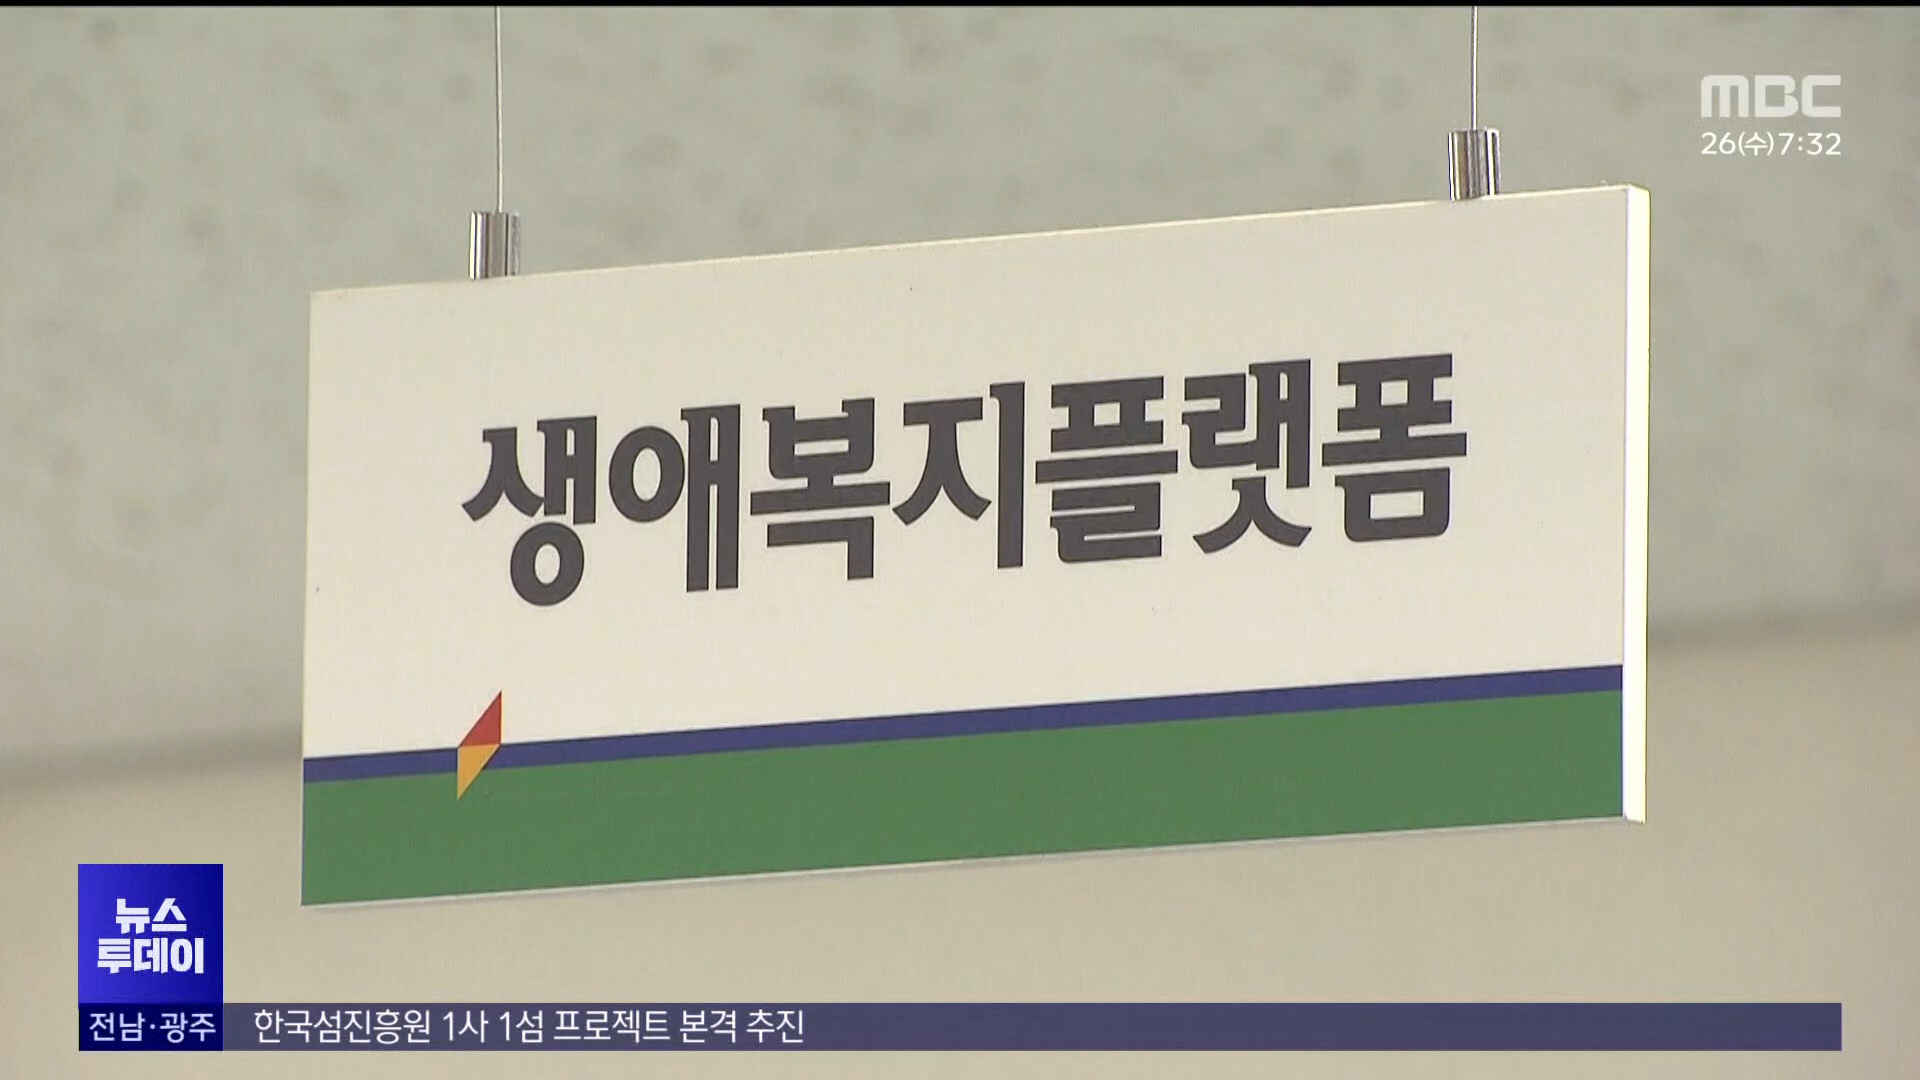 MBC
26(수)7:32
생애복지플랫폼
뉴스
투데이
전남·광주 한국섬진흥원 1사 1섬 프로젝트 본격 추진